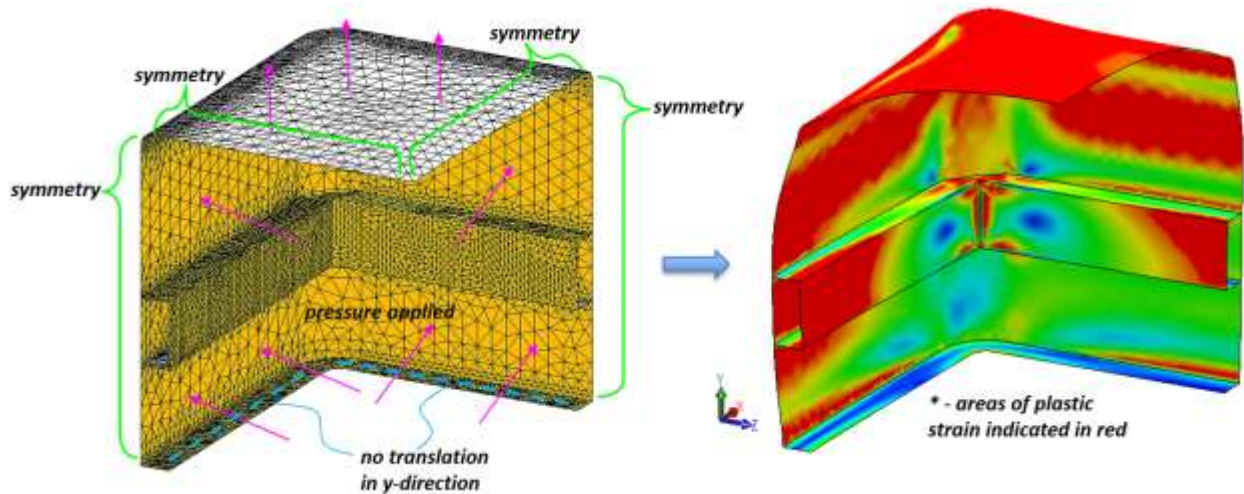 symmetry
symmetry
symmetry
symmetry
pressure applied
no translation
in y-direction
Y
X
Z
* - areas of plastic
strain indicated in red